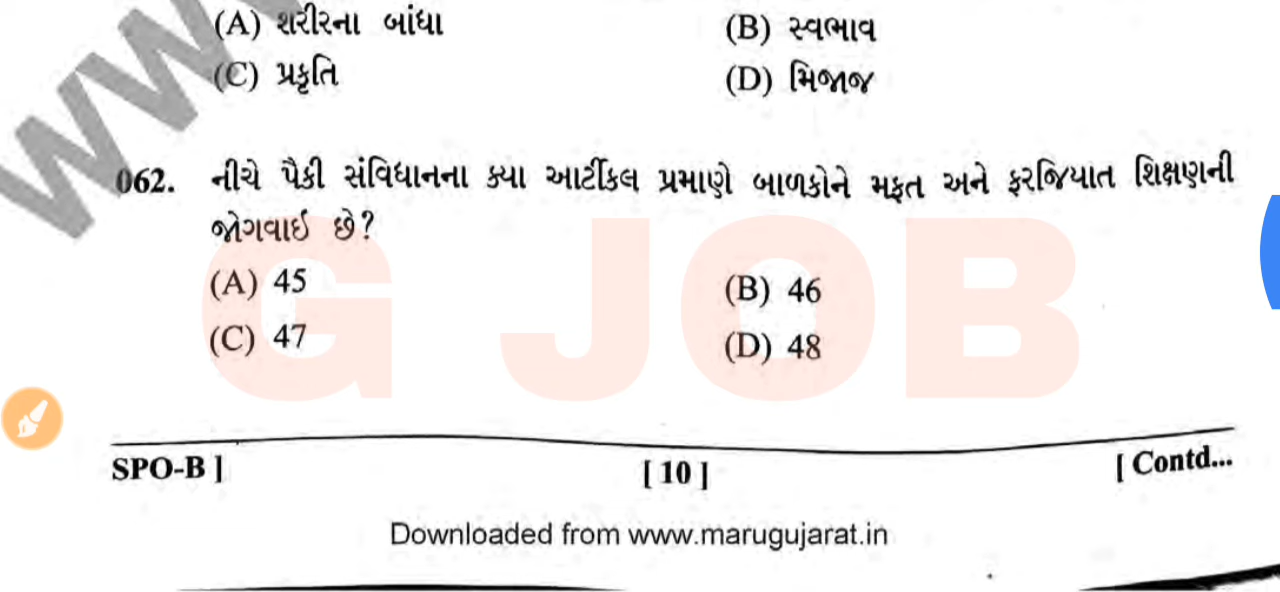 (A) શરીરના બાંધા (B) સ્વભાવ
(C) પ્રકૃતિ (D) મિજાજ
062. નીચે પૈકી સંવિધાનના ક્યા આર્ટીકલ પ્રમાણે બાળકોને મફત અને ફરજિયાત શિક્ષણની
જોગવાઈ છે?
(A) 45 (B) 46
(C) 47 (D) 48
G JOB
SPO-B ] [ 10 ] [ Contd...
Downloaded from www.marugujarat.in